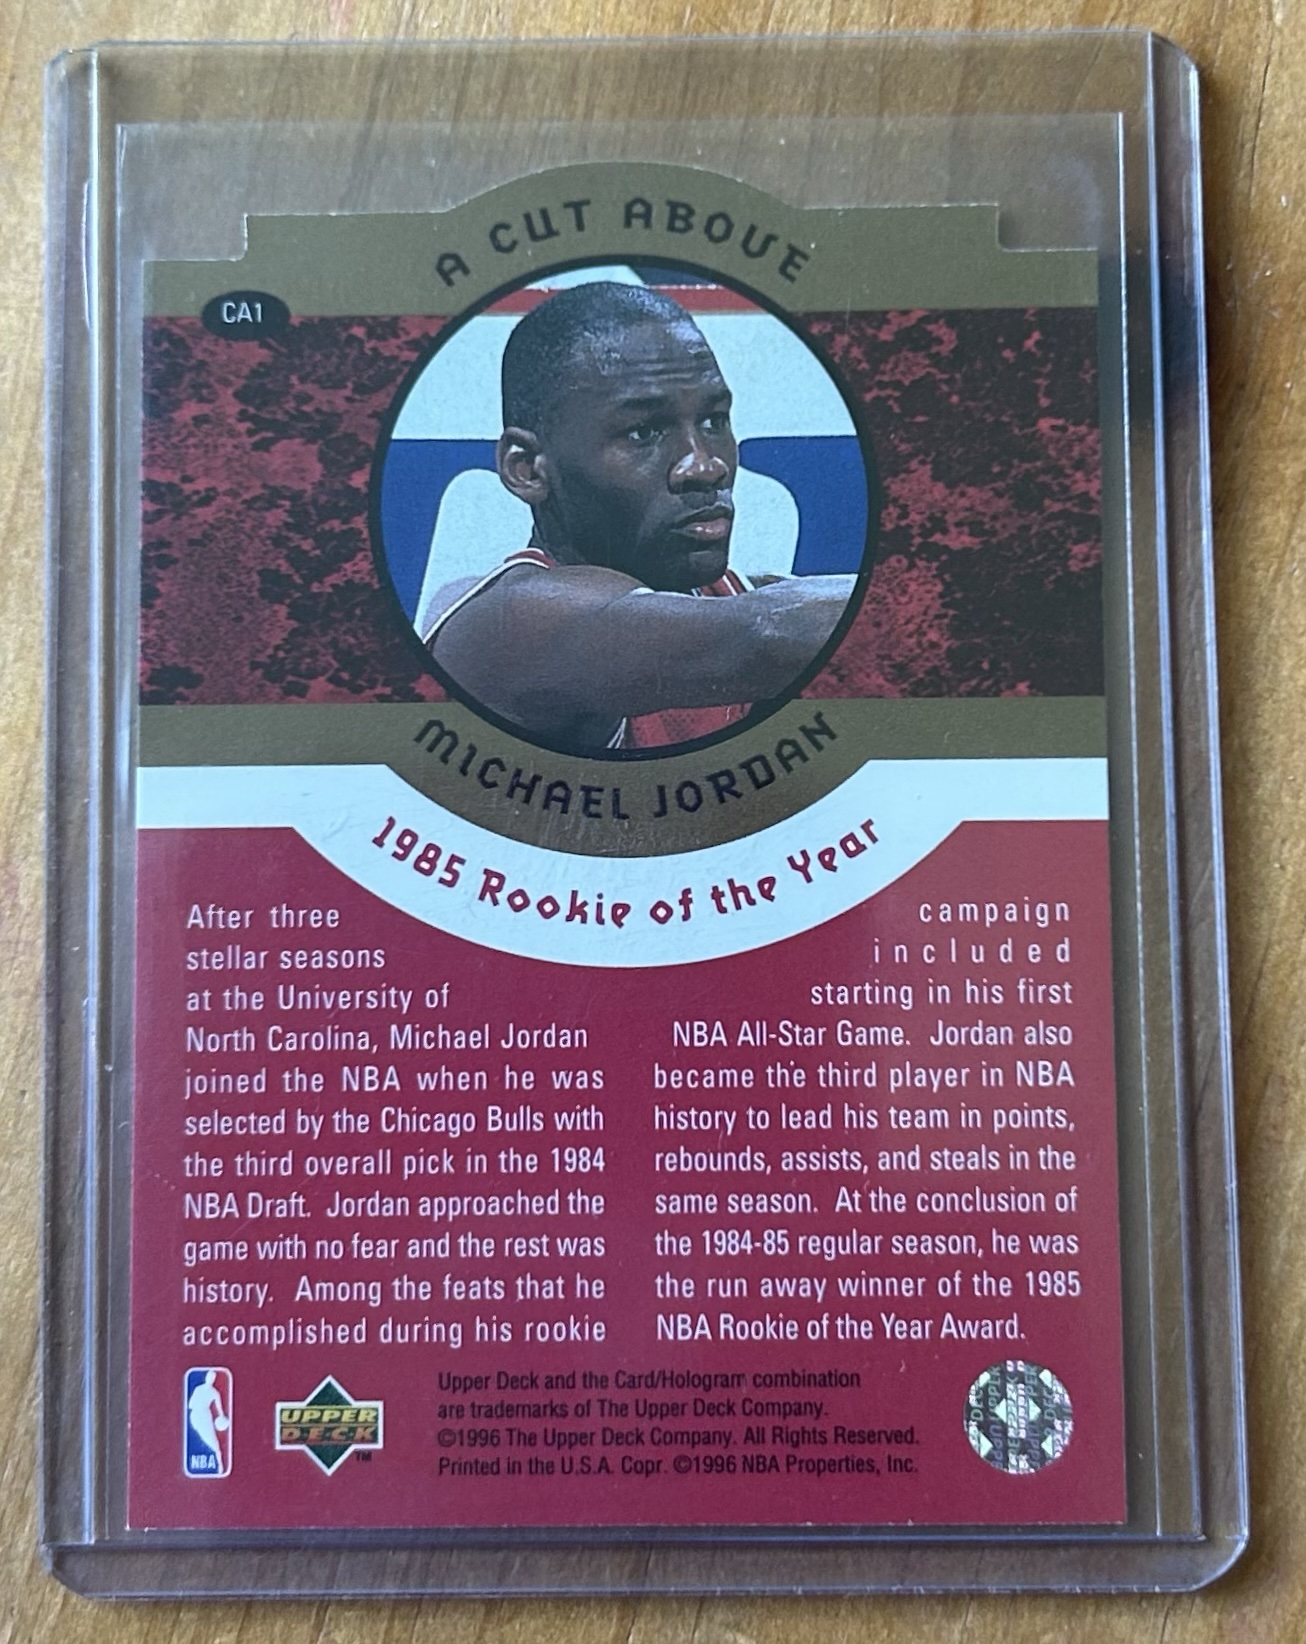 A CUT ABOVE
CA1
MICHAEL JORDAN
1985 Rookie of the Year
After three
stellar seasons
at the University of
North Carolina, Michael Jordan
joined the NBA when he was
selected by the Chicago Bulls with
the third overall pick in the 1984
NBA Draft. Jordan approached the
game with no fear and the rest was
history. Among the feats that he
accomplished during his rookie
campaign
included
starting in his first
NBA All-Star Game. Jordan also
became the third player in NBA
history to lead his team in points,
rebounds, assists, and steals in the
same season. At the conclusion of
the 1984-85 regular season, he was
the run away winner of the 1985
NBA Rookie of the Year Award.
NBA
UPPER
DECK
TM
Upper Deck and the Card/Hologram combination
are trademarks of The Upper Deck Company.
©1996 The Upper Deck Company. All Rights Reserved.
Printed in the U.S.A. Copr. ©1996 NBA Properties, Inc.